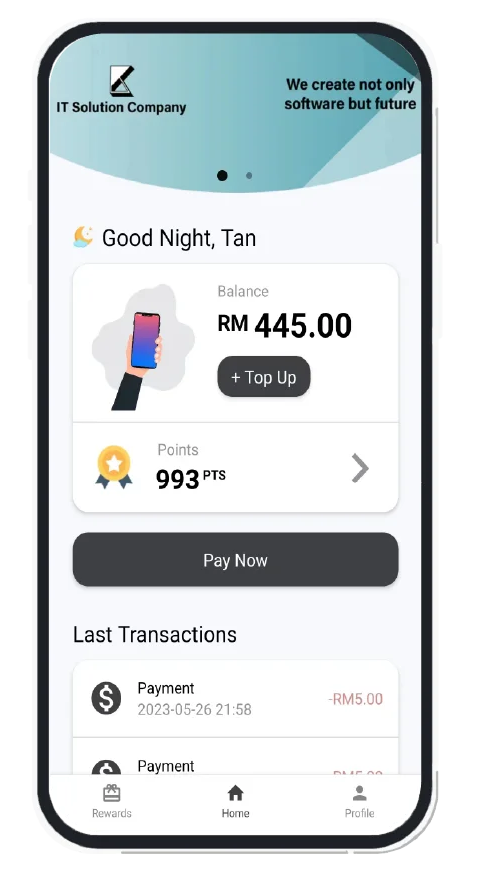 IT Solution Company
We create not only
software but future
Good Night, Tan
Balance
RM 445.00
+ Top Up
Points
993 PTS
Pay Now
Last Transactions
Payment
2023-05-26 21:58
-RM5.00
Payment
Rewards
Home
Profile